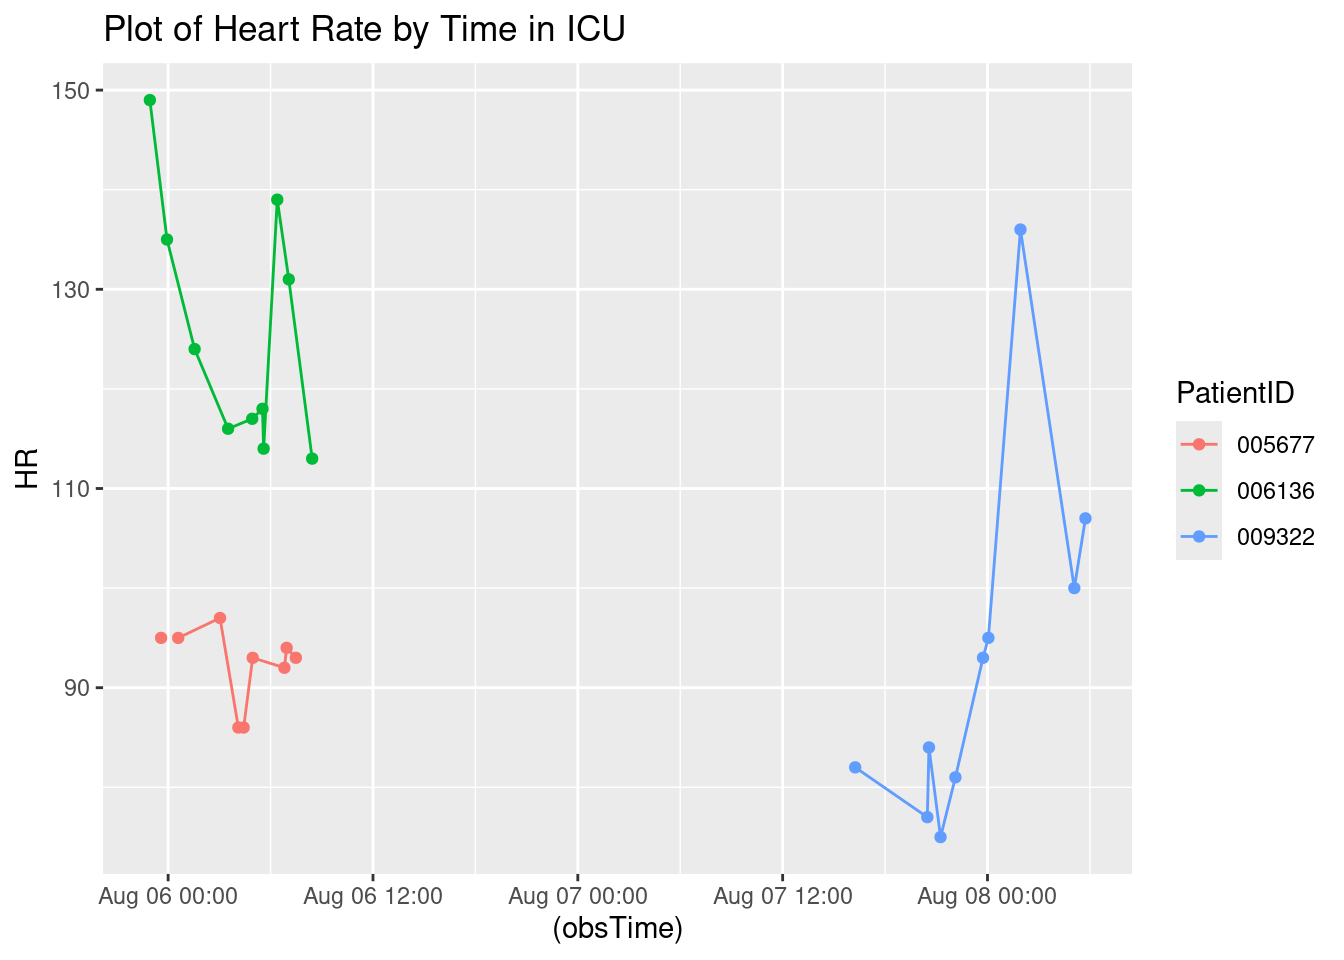 Plot of Heart Rate by Time in ICU
150
130
110
90
HR
Aug 06 00:00 Aug 06 12:00 Aug 07 00:00 Aug 07 12:00 Aug 08 00:00
(obsTime)
PatientID
005677
006136
009322